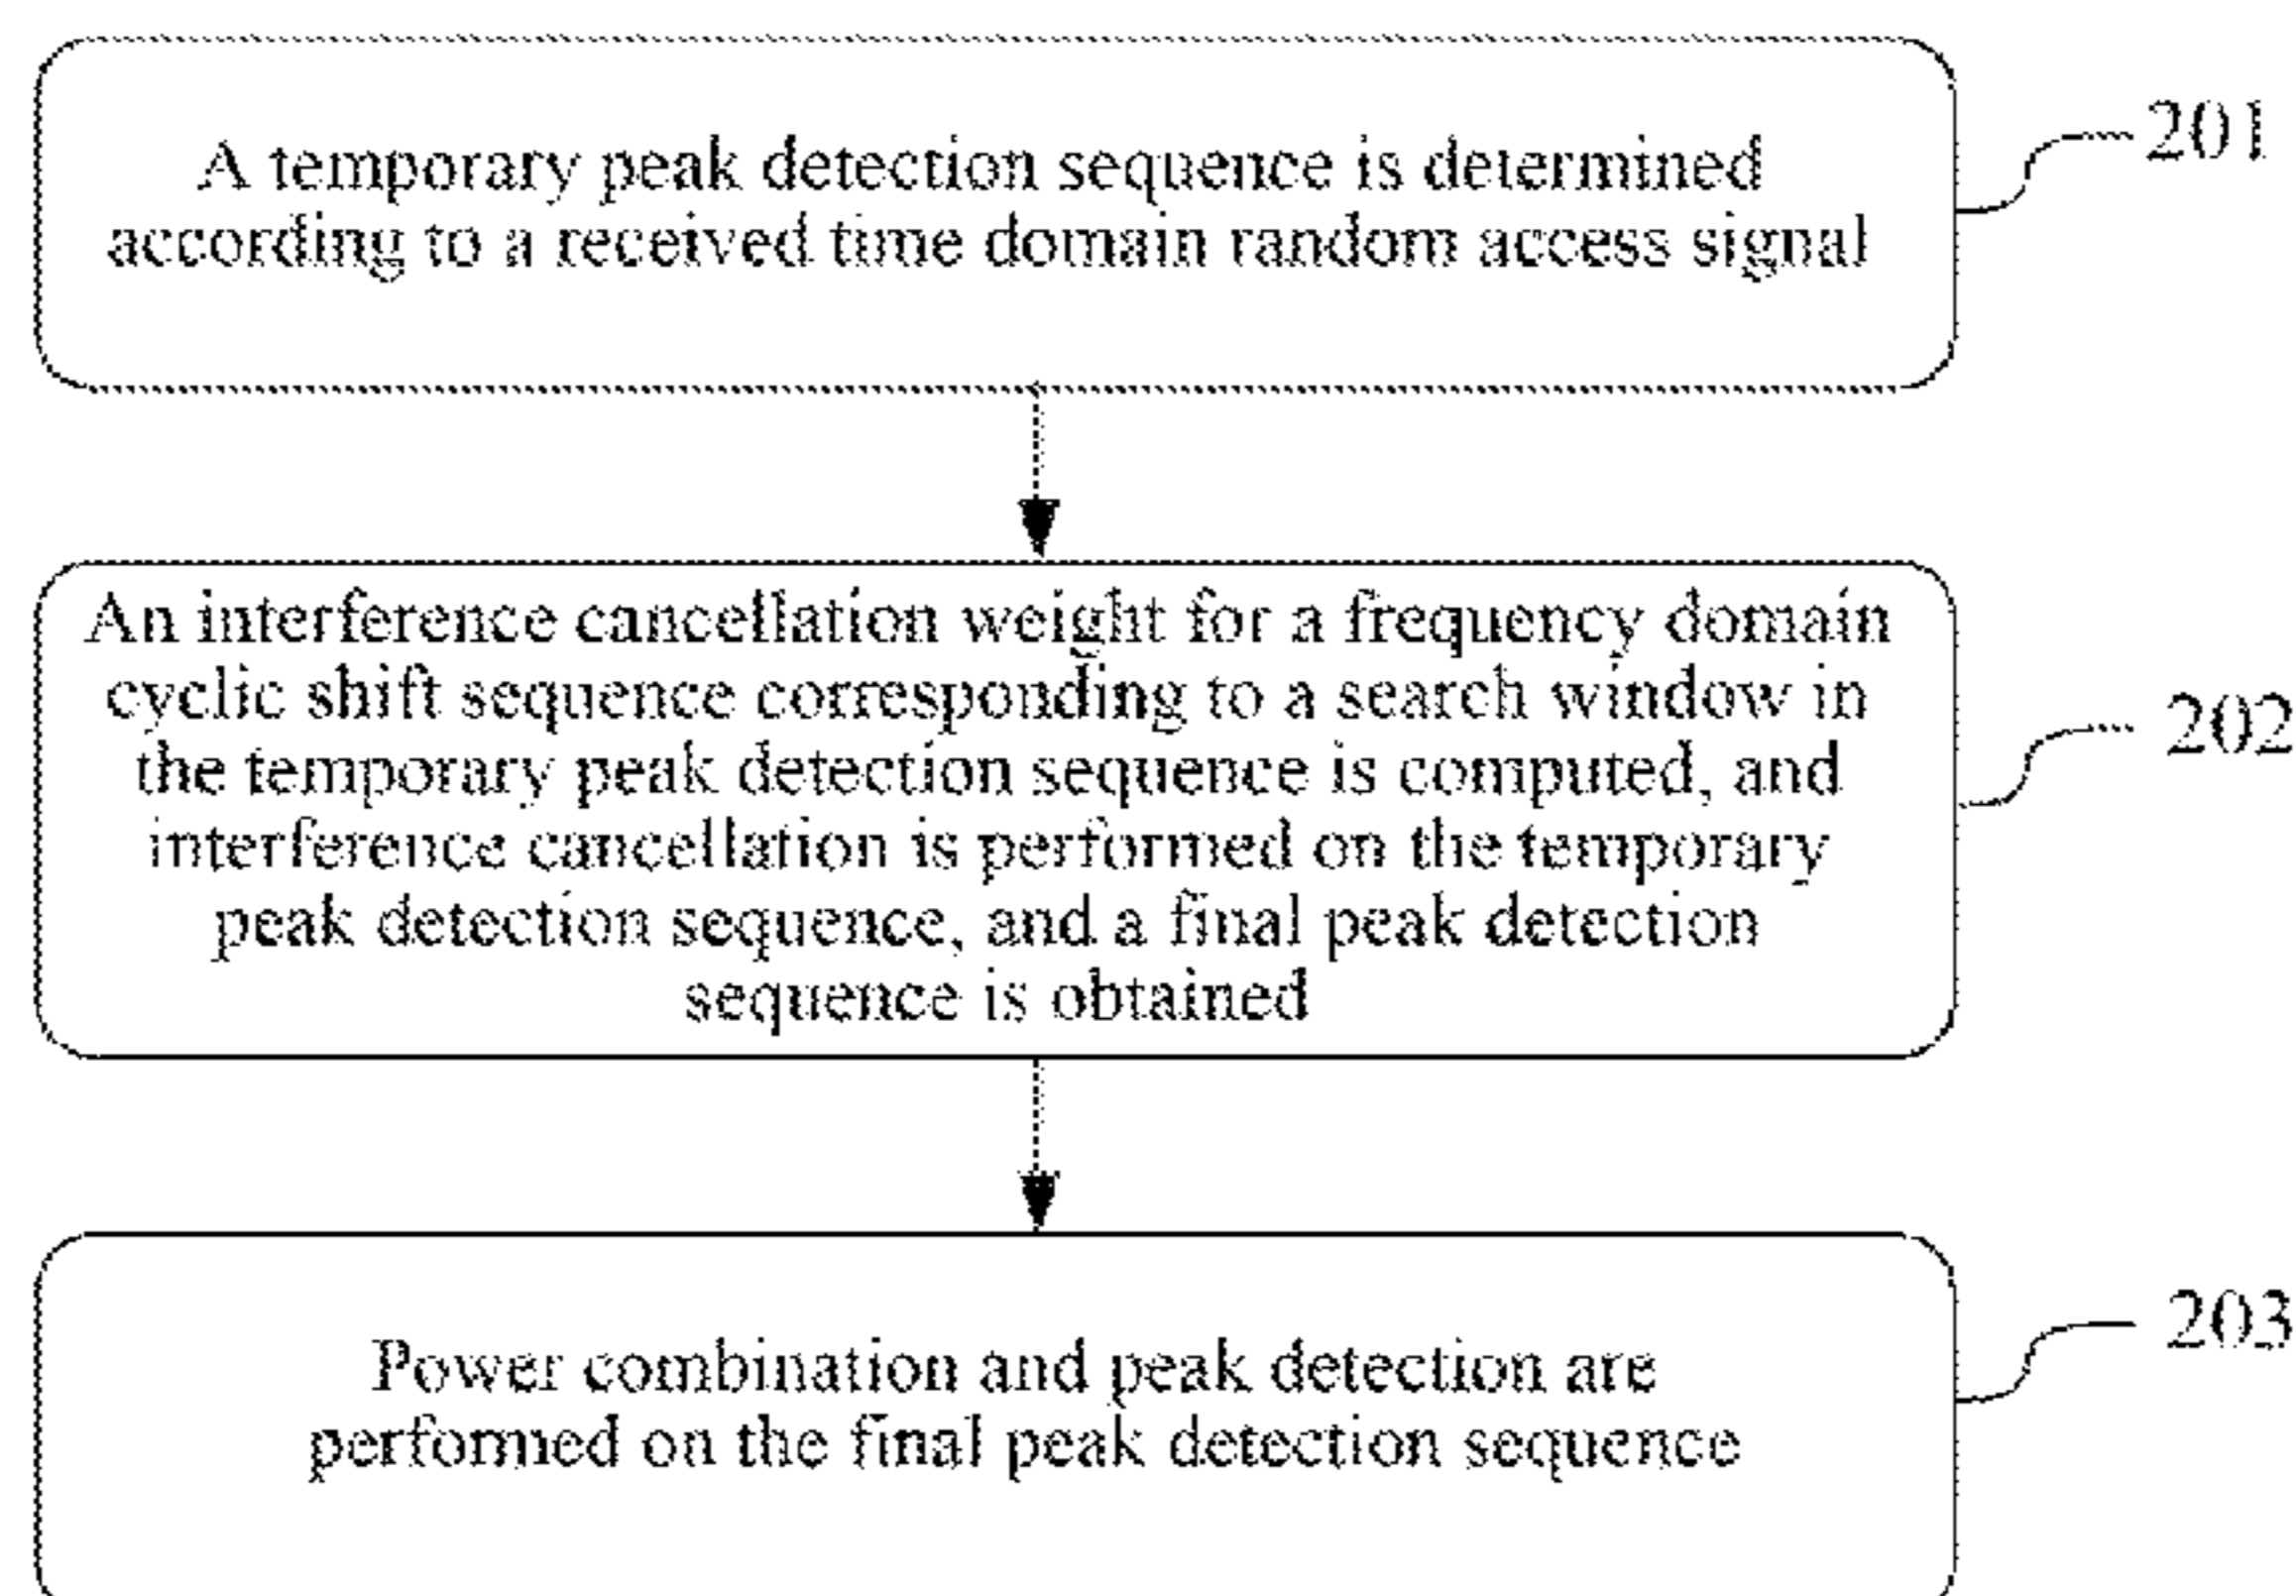 A temporary peak detection sequence is determined
according to a received time domain random access signal
201
An interference cancellation weight for a frequency domain
cyclic shift sequence corresponding to a search window in
the temporary peak detection sequence is computed, and
interference cancellation is performed on the temporary
peak detection sequence, and a final peak detection
sequence is obtained
202
Power combination and peak detection are
performed on the final peak detection sequence
203